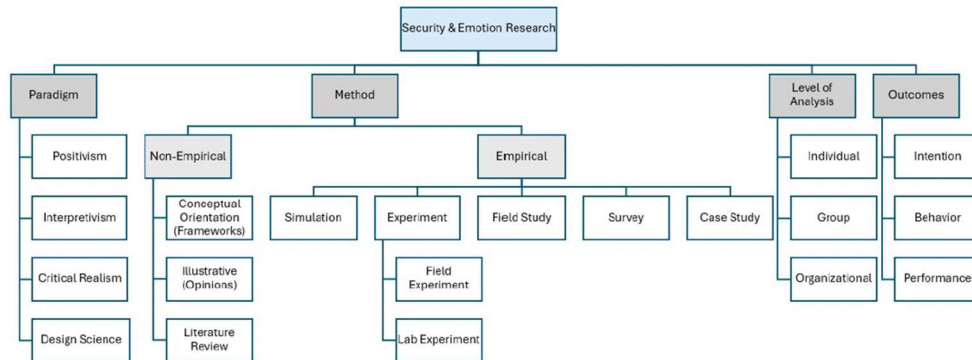 Security & Emotion Research
Paradigm
Method
Level of
Analysis
Outcomes
Positivism
Non-Empirical
Empirical
Individual
Intention
Interpretivism
Conceptual
Orientation
(Frameworks)
Simulation
Experiment
Field Study
Survey
Case Study
Group
Behavior
Critical Realism
Illustrative
(Opinions)
Field
Experiment
Organizational
Performance
Design Science
Literature
Review
Lab Experiment